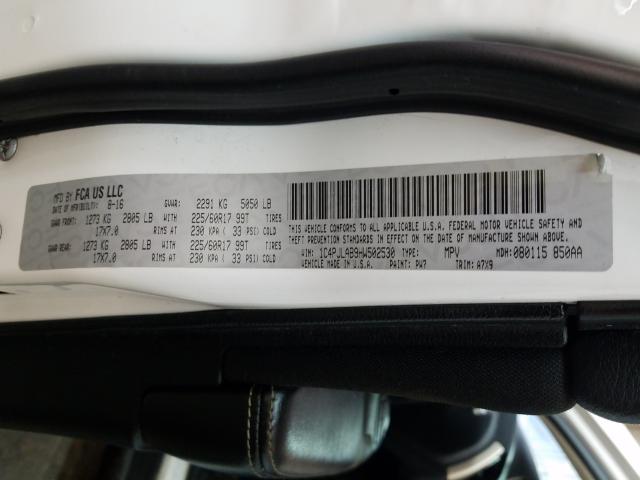 MFD BY FCA US LLC
DATE OF MFR/BUILT: 8-16 GVWR: 2291 KG 5050 LB
GAWR FRONT: 1273 KG 2805 LB WITH 225/60R17 99T TIRES
17X7.0 RIMS AT 230 KPA ( 33 PSI) COLD
GAWR REAR: 1273 KG 2805 LB WITH 225/60R17 99T TIRES
17X7.0 RIMS AT 230 KPA ( 33 PSI) COLD
THIS VEHICLE CONFORMS TO ALL APPLICABLE U.S.A. FEDERAL MOTOR VEHICLE SAFETY AND
THEFT PREVENTION STANDARDS IN EFFECT ON THE DATE OF MANUFACTURE SHOWN ABOVE.
VIN: 1C4PJLAB9HW502530 TYPE: MPV MDH: 080115 850AA
VEHICLE MADE IN U.S.A. PAINT: PW7 TRIM: A7X9